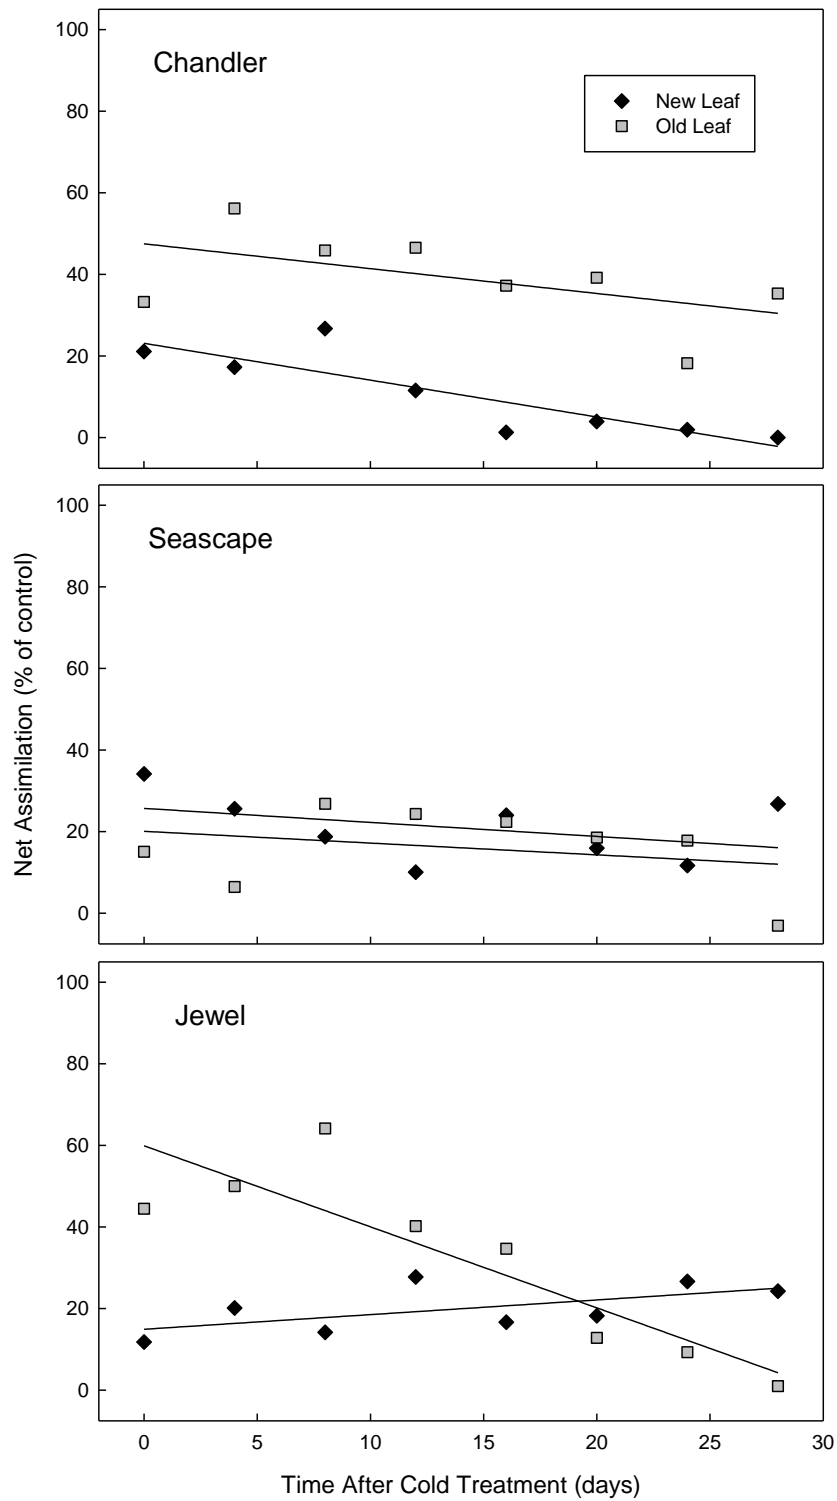 100
Chandler
New Leaf
80
Old Leaf
60
40
20
0
Net Assimilation (% of control)
100
Seascape
80
60
40
20
0
100
Jewel
80
60
40
20
0
0 5 10 15 20 25 30
Time After Cold Treatment (days)